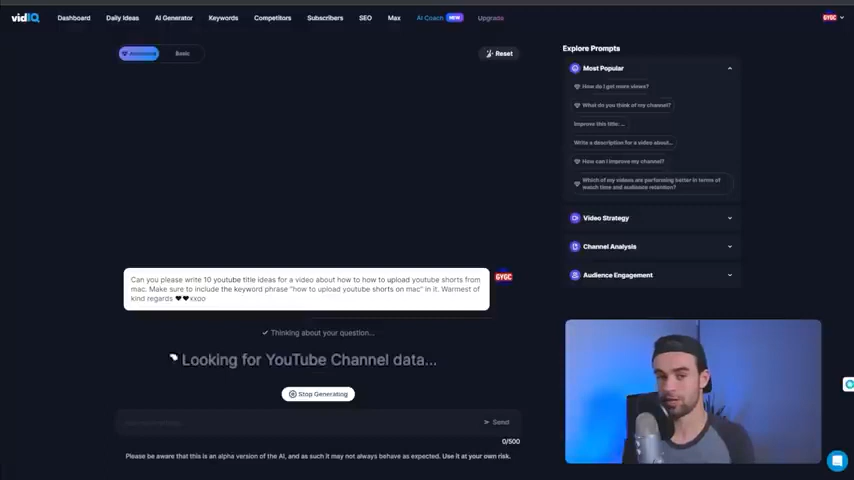 vidIQ Dashboard Daily Ideas AI Generator Keywords Competitors Subscribers SEO Max AI Coach NEW Upgrade GYGC
Advanced Basic
Reset
Explore Prompts
Most Popular
How do I get more views?
What do you think of my channel?
Improve this title: ...
Write a description for a video about...
How can I improve my channel?
Which of my videos are performing better in terms of
watch time and audience retention?
Video Strategy
Channel Analysis
Audience Engagement
Can you please write 10 youtube title ideas for a video about how to how to upload youtube shorts from
mac. Make sure to include the keyword phrase "how to upload youtube shorts on mac" in it. Warmest of
kind regards ♥♥xxoo
GYGC
✓ Thinking about your question...
Looking for YouTube Channel data...
Stop Generating
Send
0/500
Please be aware that this is an alpha version of the AI, and as such it may not always behave as expected. Use it at your own risk.